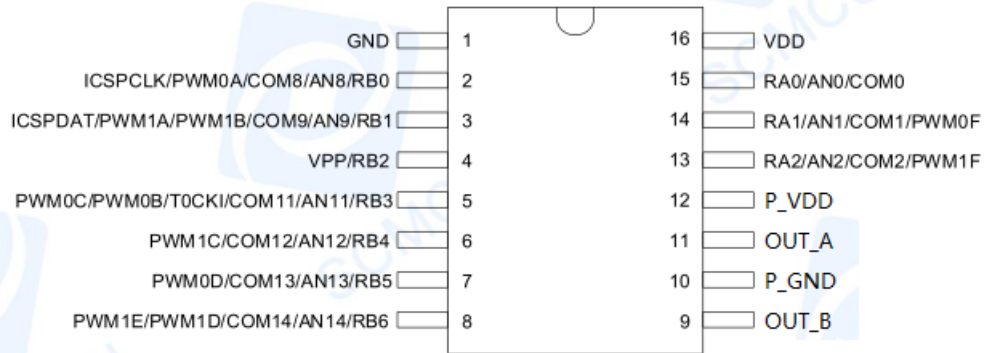 GND 1 16 VDD
ICSPCLK/PWM0A/COM8/AN8/RB0 2 15 RA0/AN0/COM0
ICSPDAT/PWM1A/PWM1B/COM9/AN9/RB1 3 14 RA1/AN1/COM1/PWM0F
VPP/RB2 4 13 RA2/AN2/COM2/PWM1F
PWM0C/PWM0B/T0CKI/COM11/AN11/RB3 5 12 P_VDD
PWM1C/COM12/AN12/RB4 6 11 OUT_A
PWM0D/COM13/AN13/RB5 7 10 P_GND
PWM1E/PWM1D/COM14/AN14/RB6 8 9 OUT_B